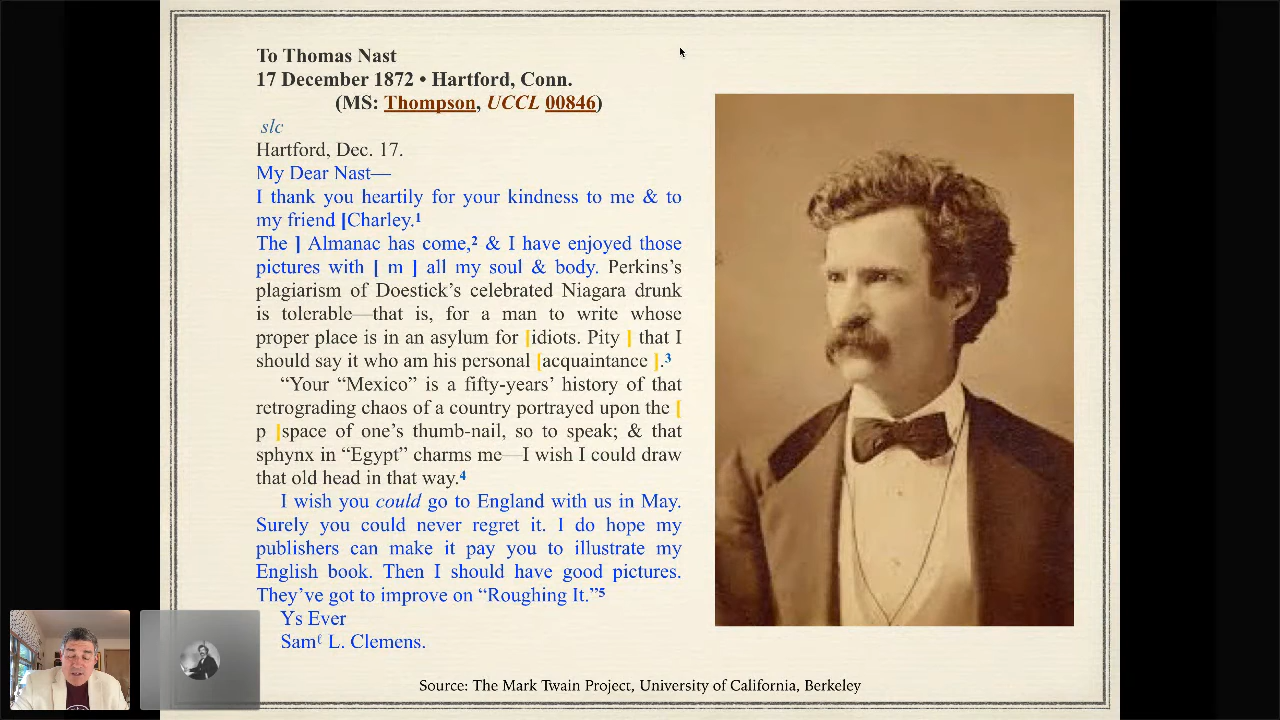 To Thomas Nast
17 December 1872 • Hartford, Conn.
(MS: Thompson, UCCL 00846)
slc
Hartford, Dec. 17.
My Dear Nast—
I thank you heartily for your kindness to me & to
my friend [Charley.¹
The ] Almanac has come,² & I have enjoyed those
pictures with [ m ] all my soul & body. Perkins’s
plagiarism of Doestick’s celebrated Niagara drunk
is tolerable—that is, for a man to write whose
proper place is in an asylum for [idiots. Pity ] that I
should say it who am his personal [acquaintance ].³
“Your “Mexico” is a fifty-years’ history of that
retrograding chaos of a country portrayed upon the [
p ]space of one’s thumb-nail, so to speak; & that
sphynx in “Egypt” charms me—I wish I could draw
that old head in that way.⁴
I wish you could go to England with us in May.
Surely you could never regret it. I do hope my
publishers can make it pay you to illustrate my
English book. Then I should have good pictures.
They’ve got to improve on “Roughing It.”⁵
Ys Ever
Samˡ L. Clemens.
Source: The Mark Twain Project, University of California, Berkeley